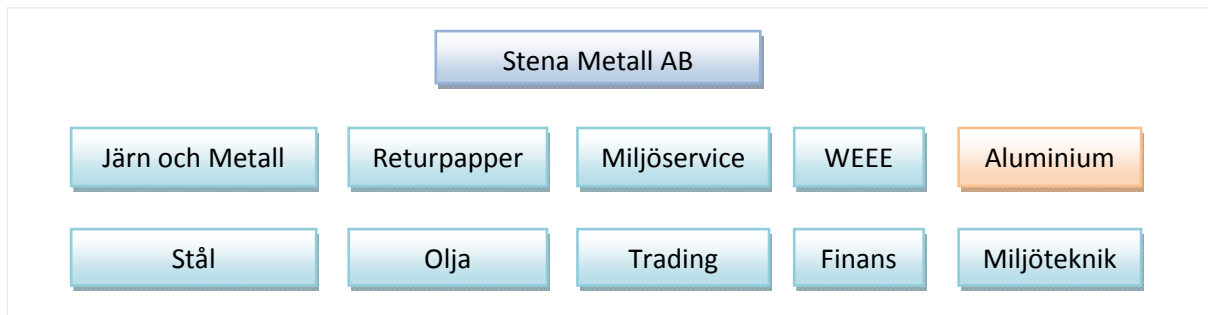 Stena Metall AB
Järn och Metall Returpapper Miljöservice WEEE Aluminium
Stål Olja Trading Finans Miljöteknik